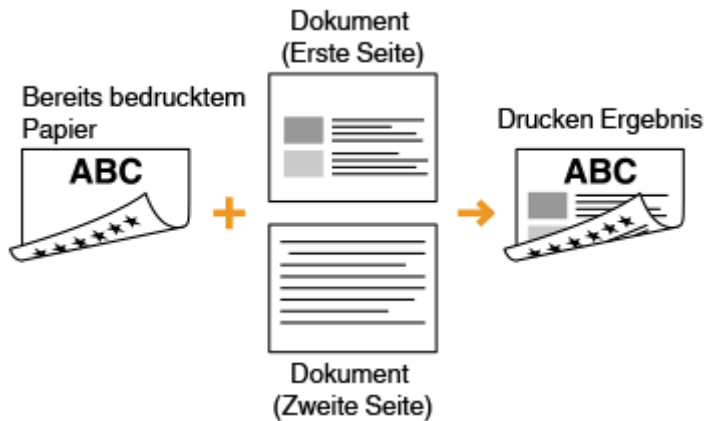 Dokument
(Erste Seite)
Bereits bedrucktem
Papier
ABC
Drucken Ergebnis
ABC
Dokument
(Zweite Seite)